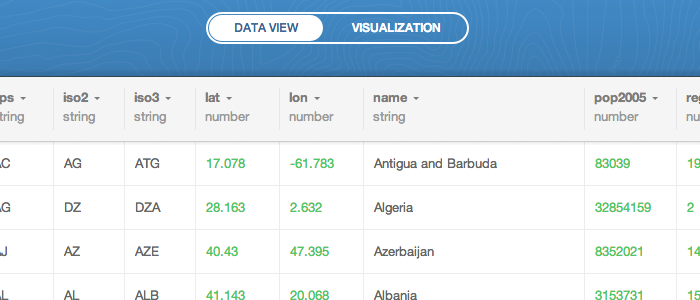 DATA VIEW VISUALIZATION
ps iso2 iso3 lat lon name pop2005 reg
tring string string number number string number nu
AC AG ATG 17.078 -61.783 Antigua and Barbuda 83039 19
AG DZ DZA 28.163 2.632 Algeria 32854159 2
AJ AZ AZE 40.43 47.395 Azerbaijan 8352021 14
AL AL ALB 41.143 20.068 Albania 3153731 15